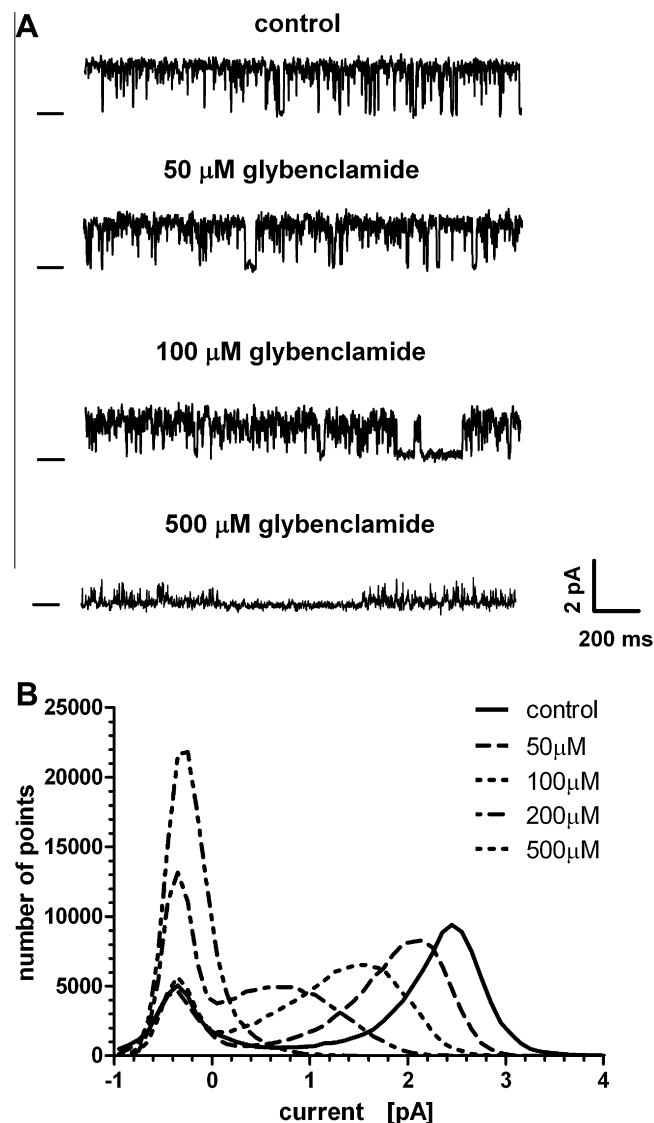 A
control
50 μM glybenclamide
100 μM glybenclamide
500 μM glybenclamide
2 pA
200 ms
B
25000
20000
15000
10000
5000
0
number of points
control
50μM
100μM
200μM
500μM
-1 0 1 2 3 4
current [pA]